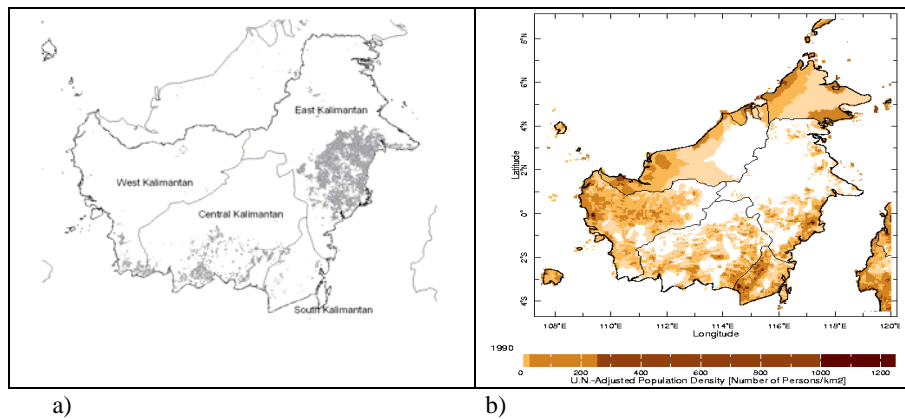 East Kalimantan
West Kalimantan
Central Kalimantan
South Kalimantan
8°N
6°N
4°N
2°N
0°
2°S
4°S
Latitude
108°E 110°E 112°E 114°E 116°E 118°E 120°E
Longitude
1990
0 200 400 600 800 1000 1200
U.N.-Adjusted Population Density [Number of Persons/km2]
a) b)